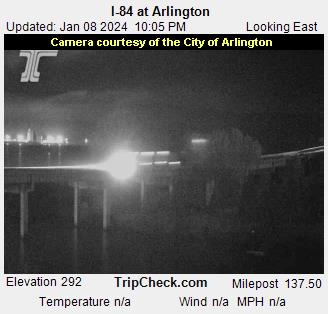 I-84 at Arlington
Updated: Jan 08 2024 10:05 PM Looking East
Camera courtesy of the City of Arlington
Elevation 292 TripCheck.com Milepost 137.50
Temperature n/a Wind n/a MPH n/a